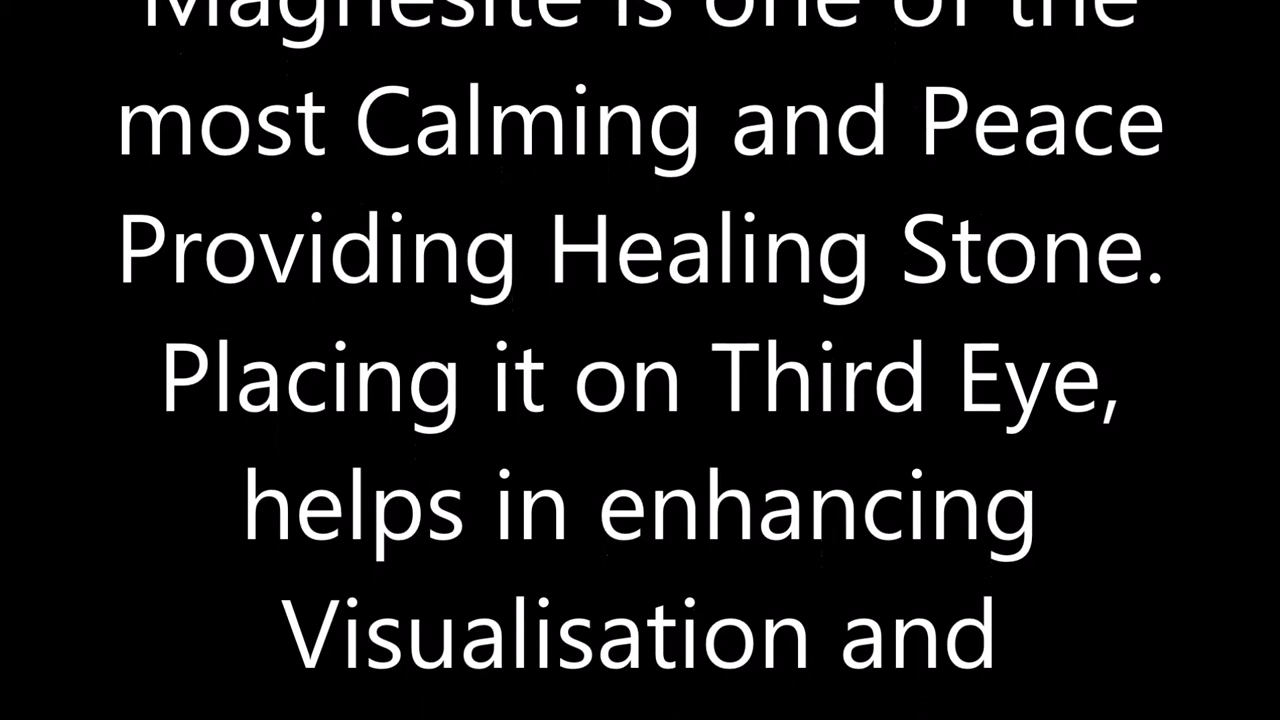 Magnesite is one of the
most Calming and Peace
Providing Healing Stone.
Placing it on Third Eye,
helps in enhancing
Visualisation and